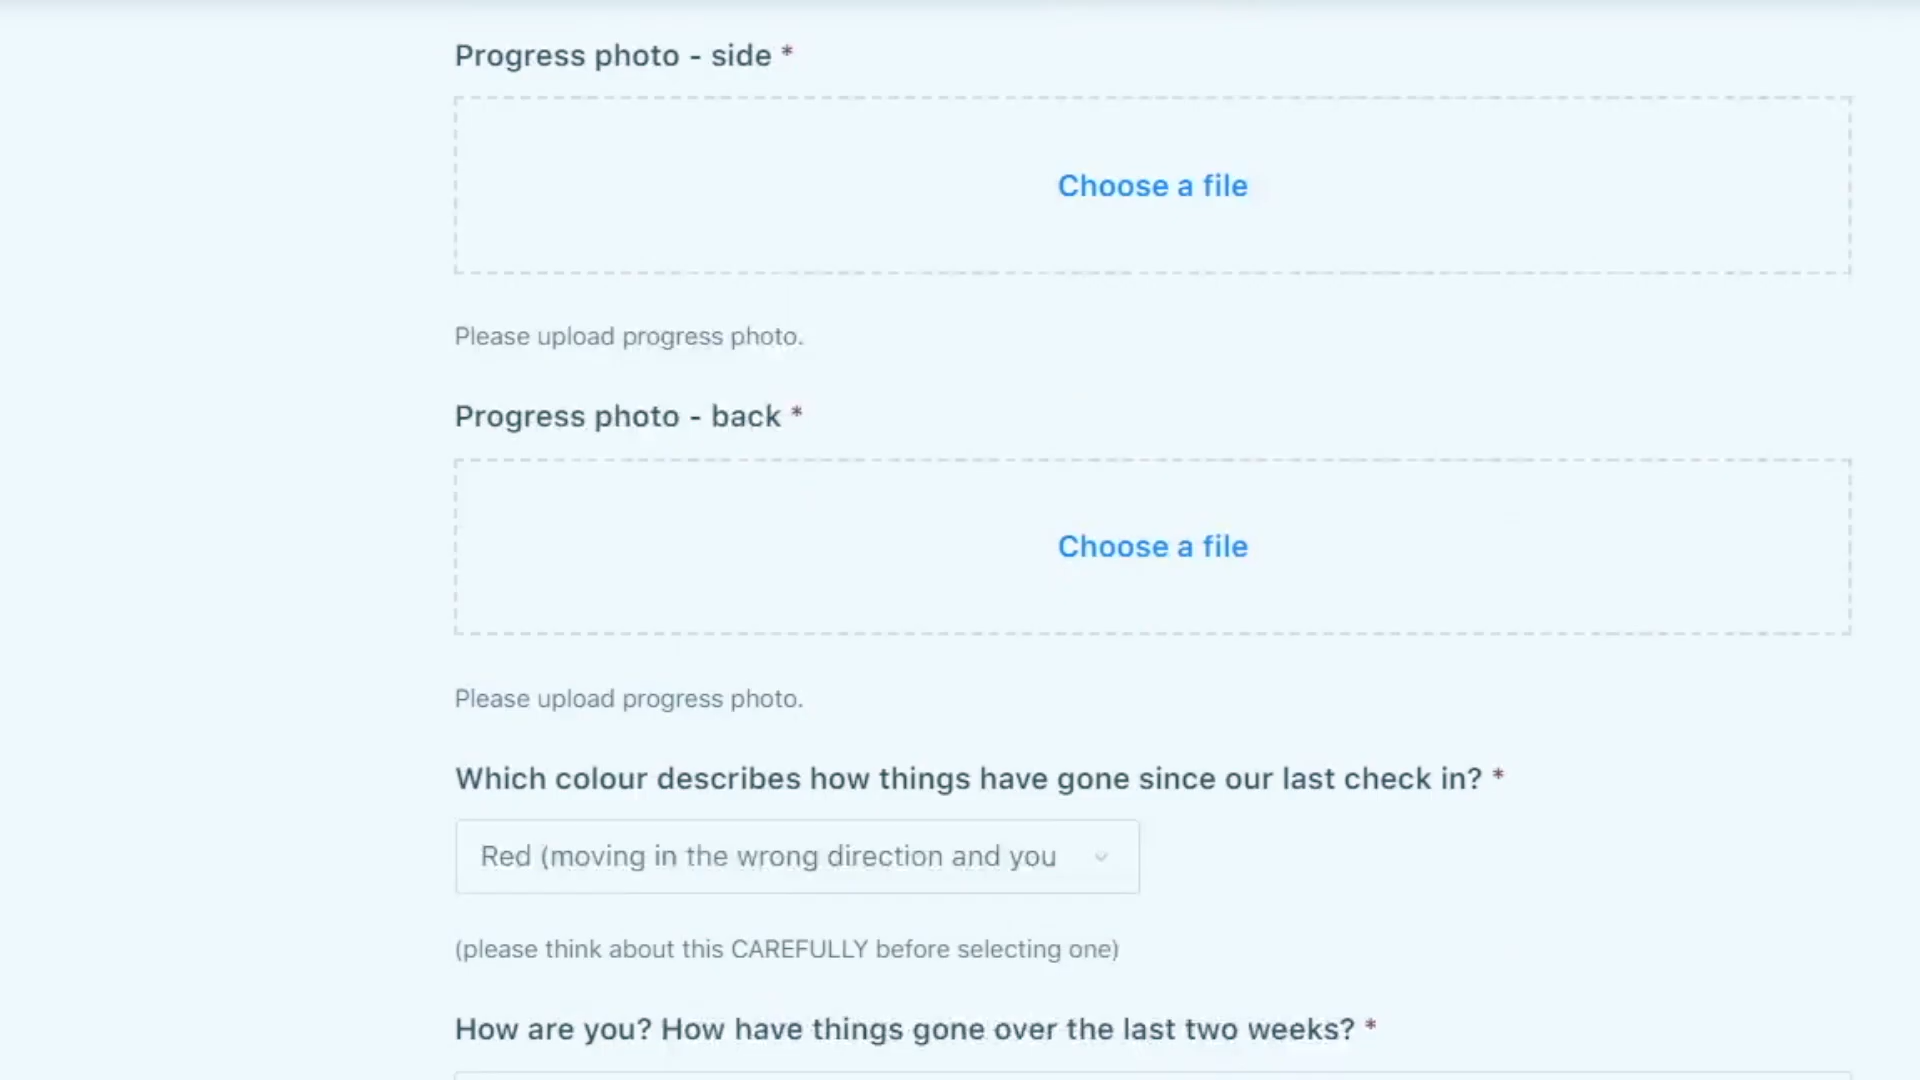 Progress photo - side *
Choose a file
Please upload progress photo.
Progress photo - back *
Choose a file
Please upload progress photo.
Which colour describes how things have gone since our last check in? *
Red (moving in the wrong direction and you
(please think about this CAREFULLY before selecting one)
How are you? How have things gone over the last two weeks? *